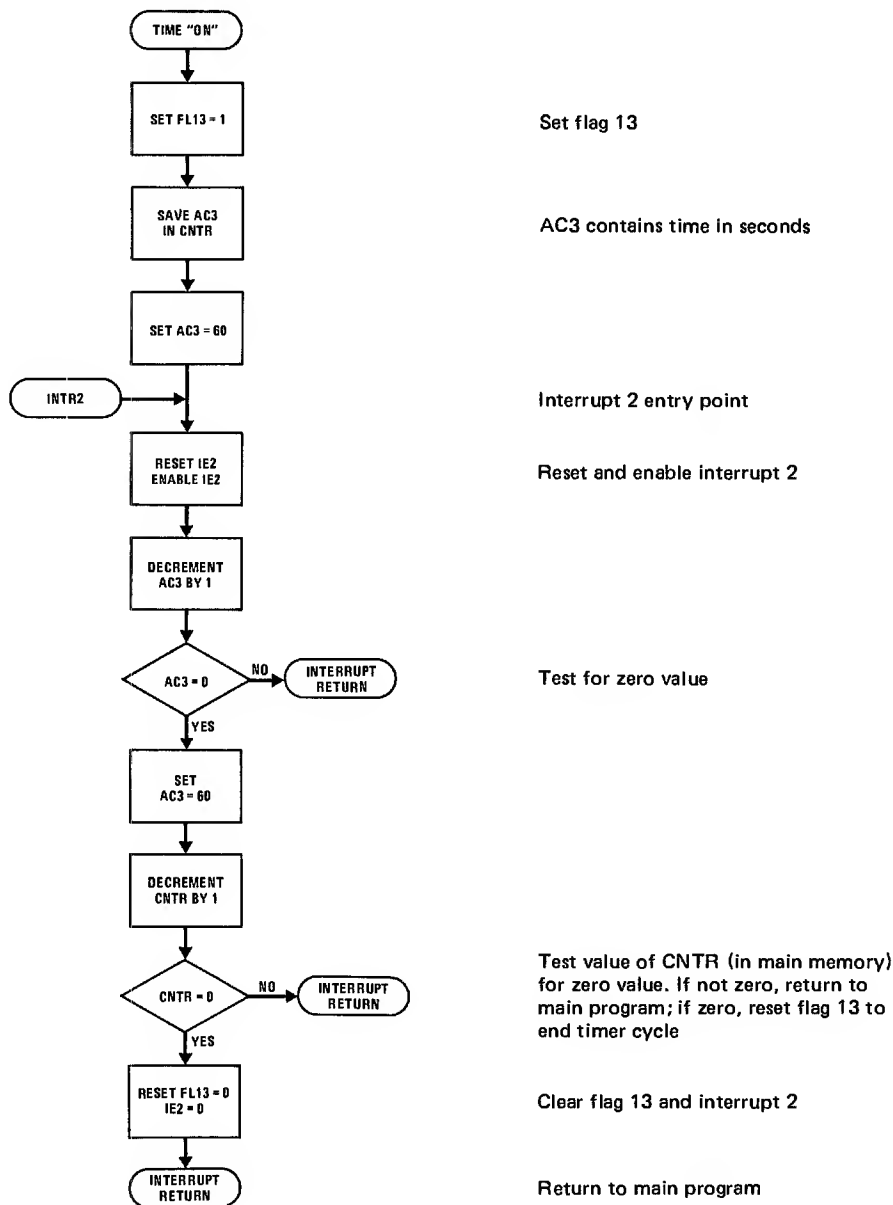 TIME "ON"
SET FL13 = 1
Set flag 13
SAVE AC3
IN CNTR
AC3 contains time in seconds
SET AC3 = 60
INTR2
Interrupt 2 entry point
RESET IE2
ENABLE IE2
Reset and enable interrupt 2
DECREMENT
AC3 BY 1
AC3 = 0
NO
INTERRUPT
RETURN
Test for zero value
YES
SET
AC3 = 60
DECREMENT
CNTR BY 1
CNTR = 0
NO
INTERRUPT
RETURN
Test value of CNTR (in main memory)
for zero value. If not zero, return to
main program; if zero, reset flag 13 to
end timer cycle
YES
RESET FL13 = 0
IE2 = 0
Clear flag 13 and interrupt 2
INTERRUPT
RETURN
Return to main program